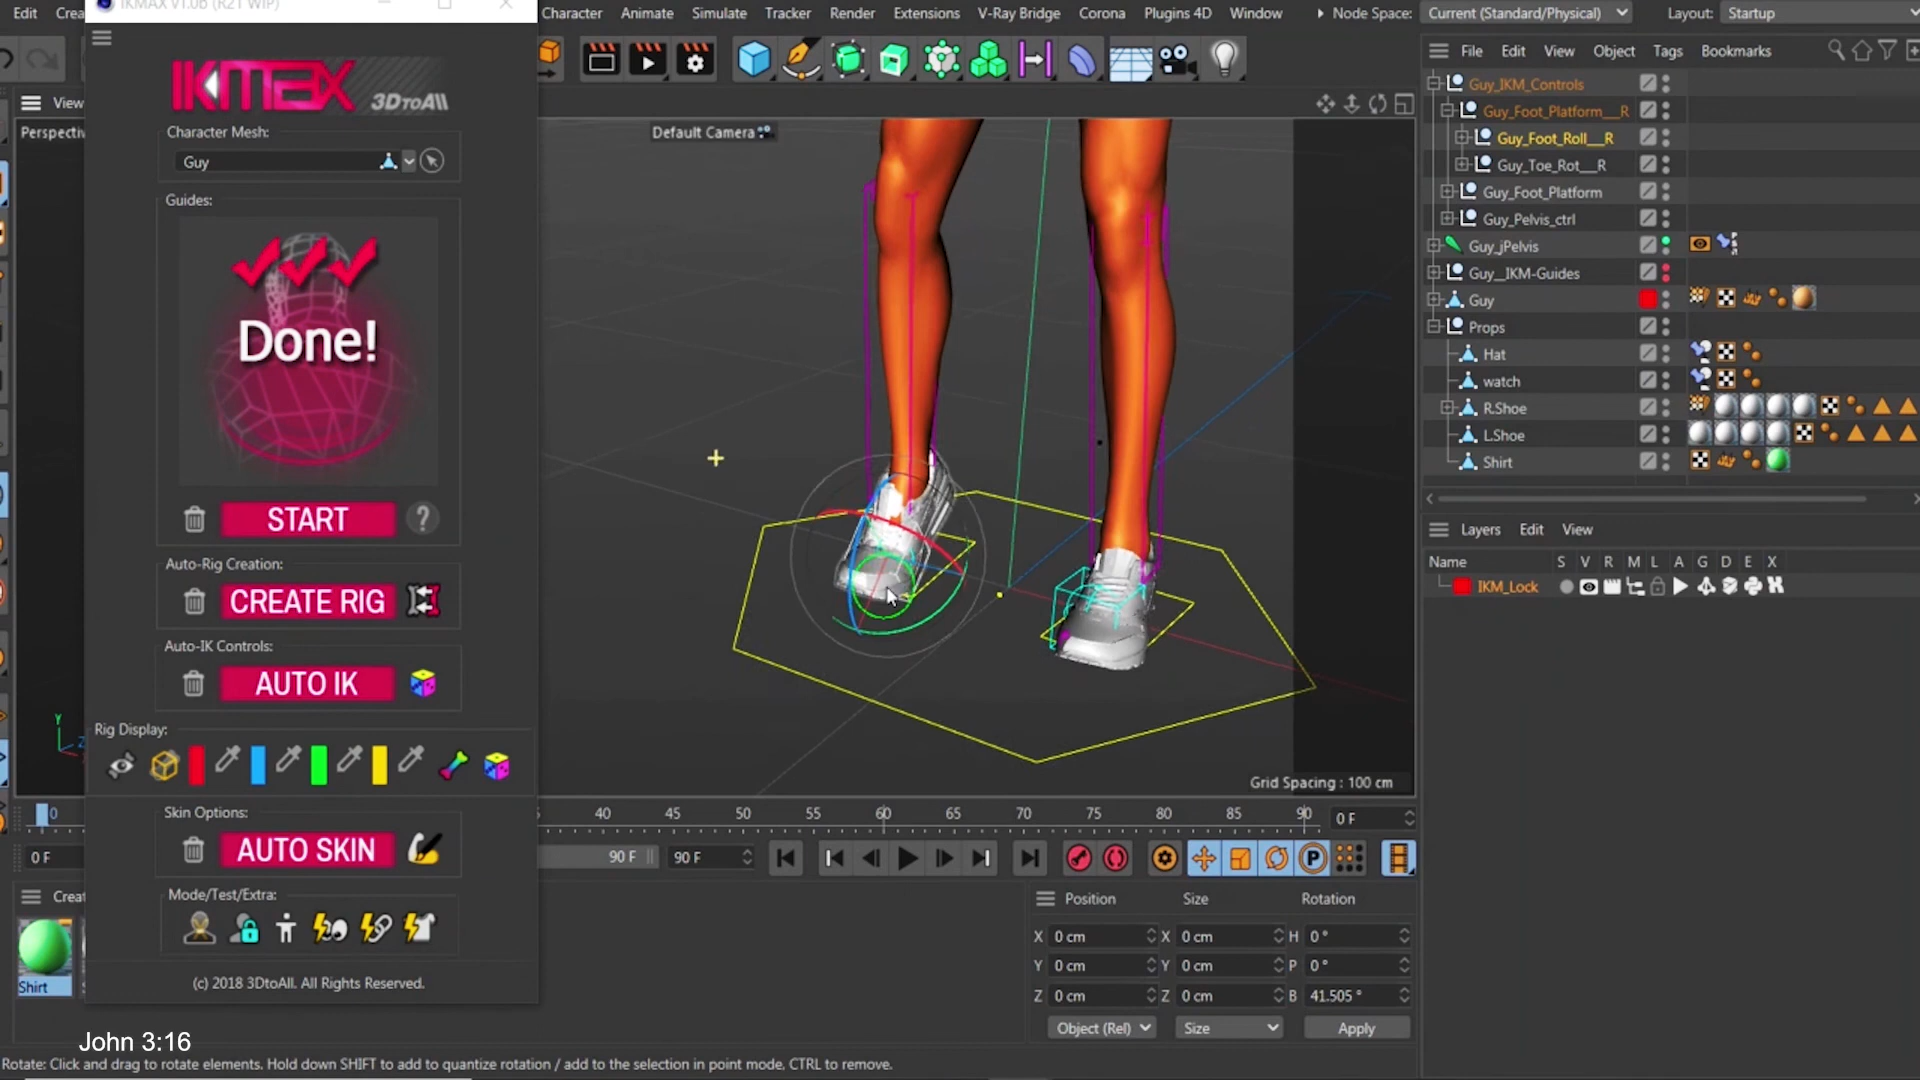 Edit Crea Character Animate Simulate Tracker Render Extensions V-Ray Bridge Corona Plugins 4D Window Node Space: Current (Standard/Physical) Layout: Startup
IKMAX V1.0b (R21 WIP)
IKMAX 3DTOALL
Character Mesh:
Guy
Guides:
Done!
START
?
Auto-Rig Creation:
CREATE RIG
Auto-IK Controls:
AUTO IK
Rig Display:
Skin Options:
AUTO SKIN
Mode/Test/Extra:
(c) 2018 3DtoAll. All Rights Reserved.
View
Perspectiv
Default Camera
Y
Z
Grid Spacing : 100 cm
0 40 45 50 55 60 65 70 75 80 85 90 0 F
0 F 90 F 90 F
P
Crea
Shirt
Position Size Rotation
X 0 cm X 0 cm H 0 °
Y 0 cm Y 0 cm P 0 °
Z 0 cm Z 0 cm B 41.505 °
Object (Rel) Size Apply
File Edit View Object Tags Bookmarks
Guy_IKM_Controls
Guy_Foot_Platform__R
Guy_Foot_Roll__R
Guy_Toe_Rot__R
Guy_Foot_Platform
Guy_Pelvis_ctrl
Guy_jPelvis
Guy__IKM-Guides
Guy
Props
Hat
watch
R.Shoe
L.Shoe
Shirt
Layers Edit View
Name S V R M L A G D E X
IKM_Lock
John 3:16
Rotate: Click and drag to rotate elements. Hold down SHIFT to add to quantize rotation / add to the selection in point mode, CTRL to remove.